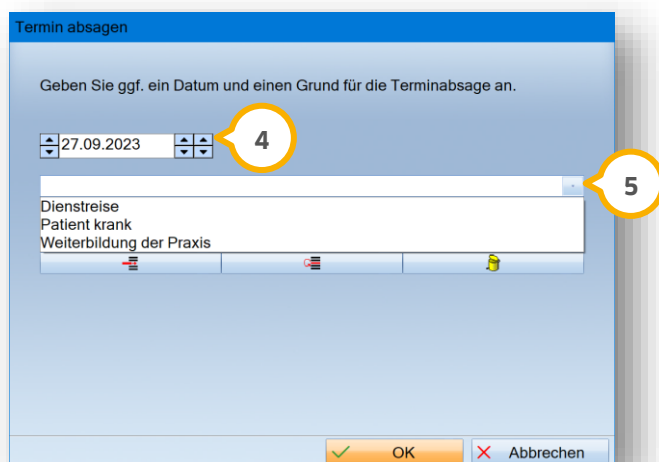 Termin absagen
Geben Sie ggf. ein Datum und einen Grund für die Terminabsage an.
27.09.2023
4
5
Dienstreise
Patient krank
Weiterbildung der Praxis
OK
Abbrechen